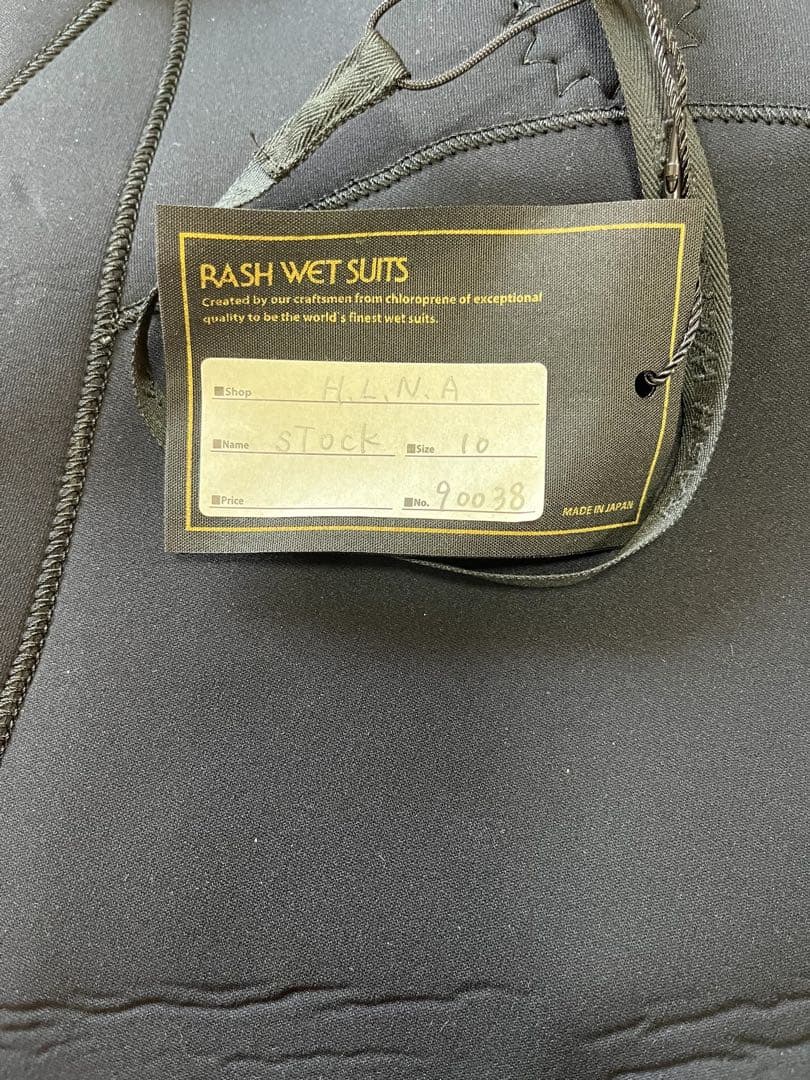 RASH WET SUITS
Created by our craftsmen from chloroprene of exceptional
quality to be the world's finest wet suits.
Shop H.L.N.A
Name STOCK Size 10
Price No. 90038
MADE IN JAPAN